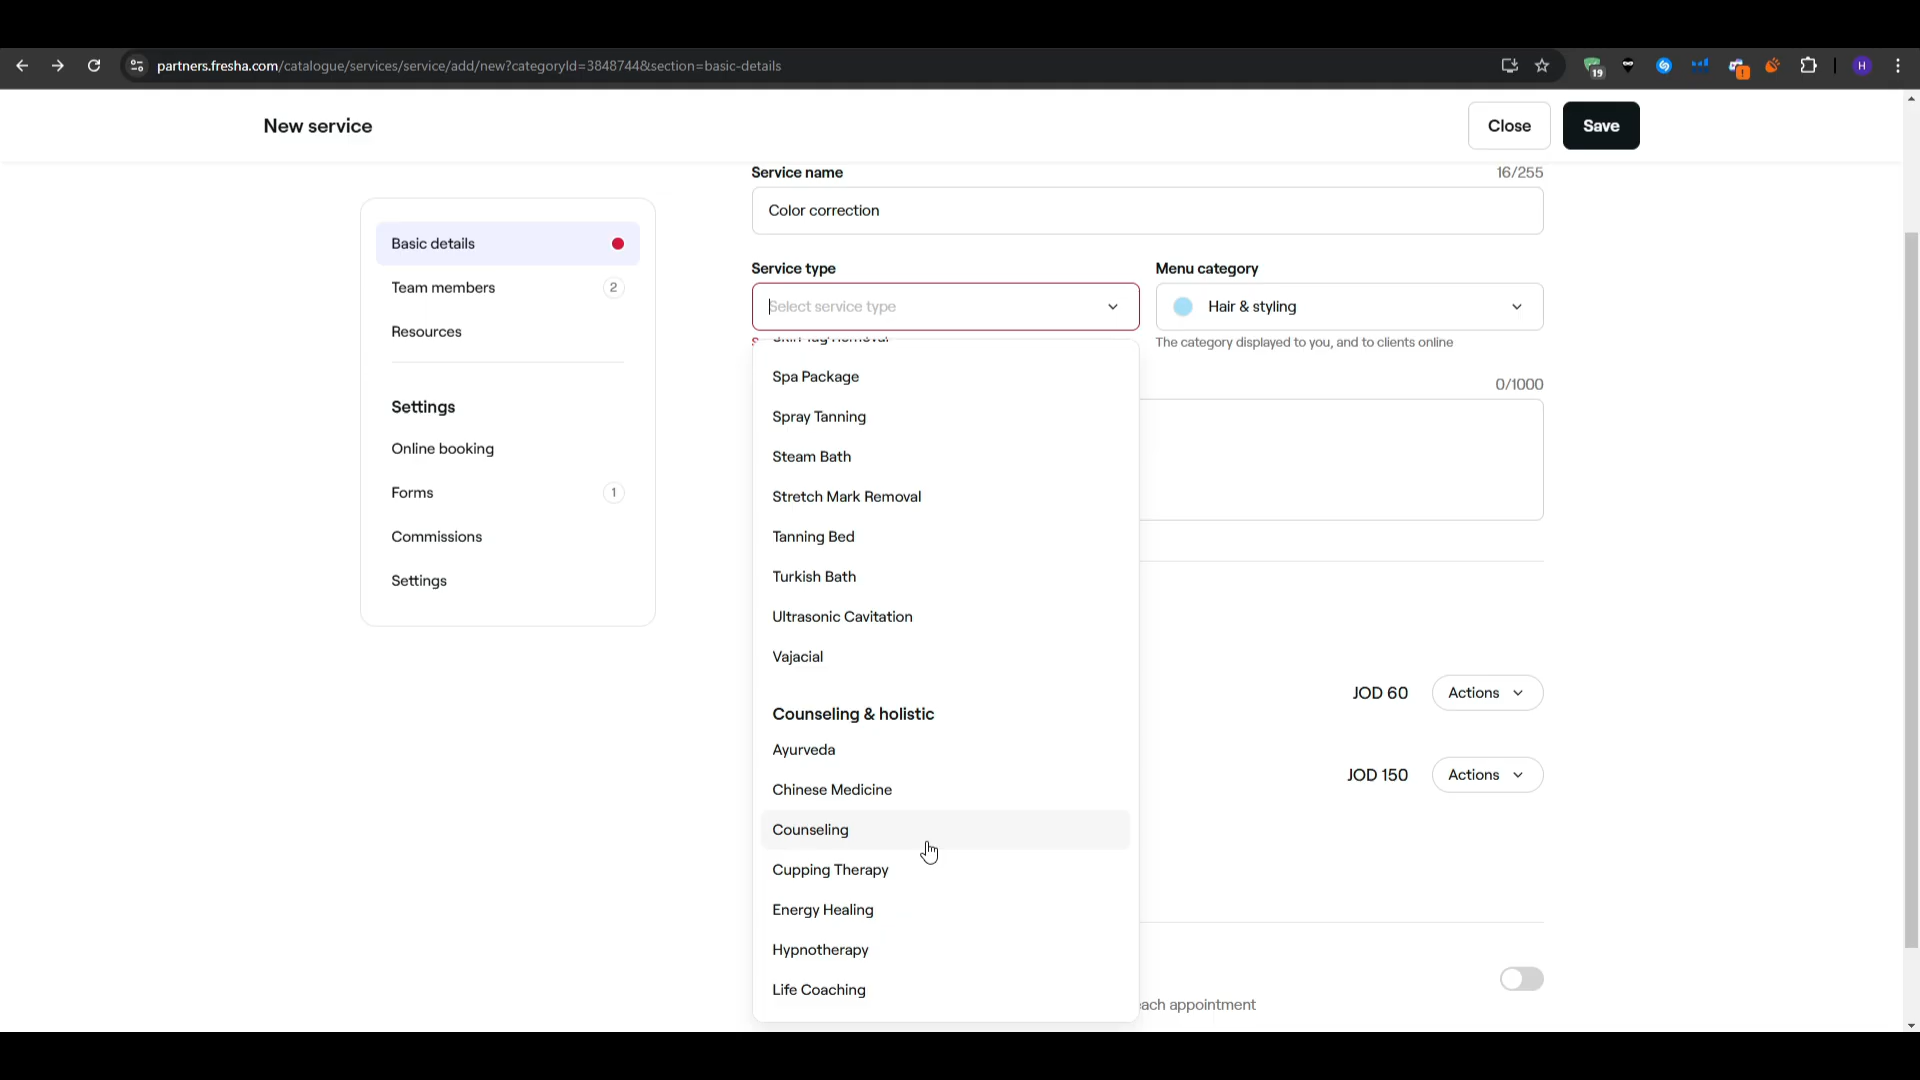 partners.fresha.com/catalogue/services/service/add/new?categoryId=3848744&section=basic-details
19
H
New service
Close
Save
Service name
16/255
Color correction
Basic details
Team members
2
Resources
Settings
Online booking
Forms
1
Commissions
Settings
Service type
Menu category
Select service type
Hair & styling
The category displayed to you, and to clients online
0/1000
Skin Tag Removal
Spa Package
Spray Tanning
Steam Bath
Stretch Mark Removal
Tanning Bed
Turkish Bath
Ultrasonic Cavitation
Vajacial
Counseling & holistic
Ayurveda
Chinese Medicine
Counseling
Cupping Therapy
Energy Healing
Hypnotherapy
Life Coaching
JOD 60
Actions
JOD 150
Actions
each appointment